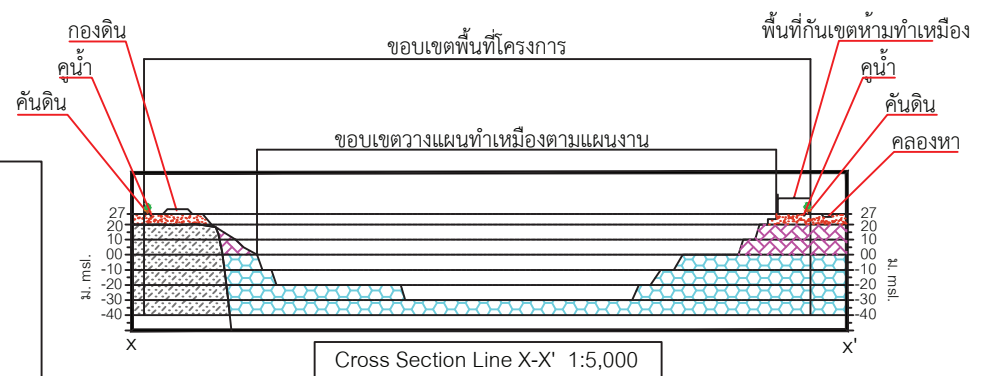 กองดิน
คูน้ำ
คันดิน
ขอบเขตพื้นที่โครงการ
พื้นที่กันเขตห้ามทำเหมือง
คูน้ำ
คันดิน
คลองหา
ขอบเขตวางแผนทำเหมืองตามแผนงาน
27
20
10
00
-10
-20
-30
-40
ม. msl.
27
20
10
00
-10
-20
-30
-40
ม. msl.
X
X'
Cross Section Line X-X' 1:5,000